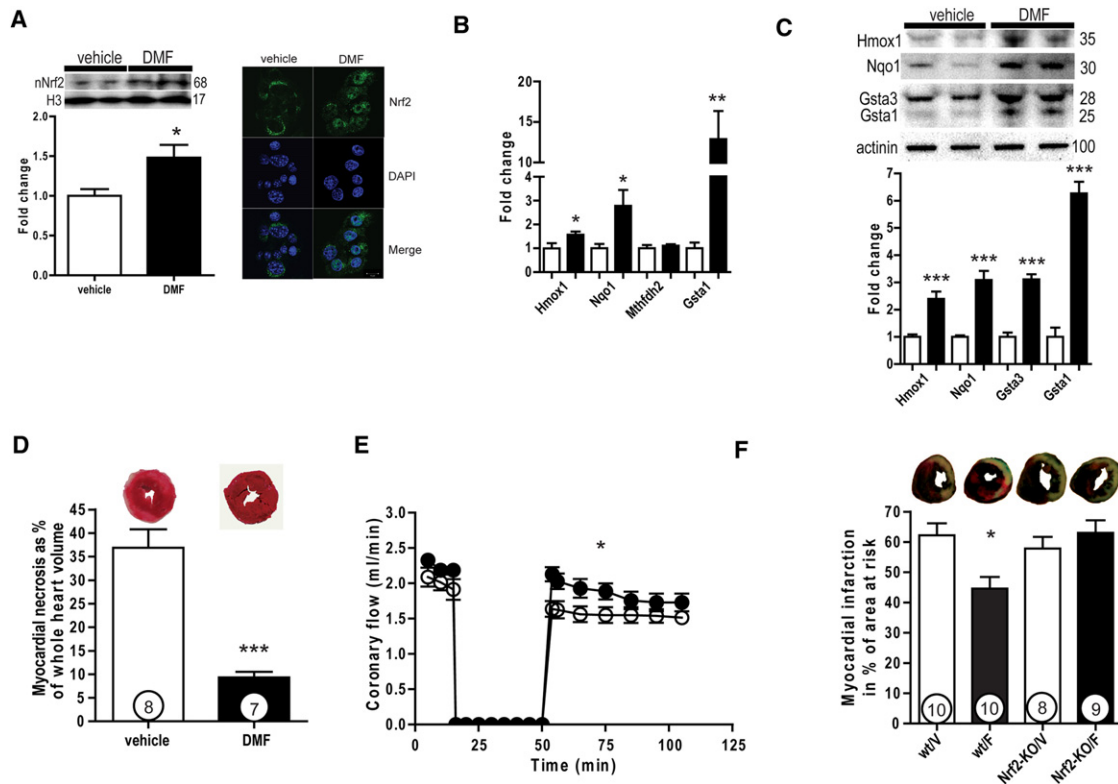 A
vehicle DMF
nNrf2 68
H3 17
2.0
1.5
1.0
0.5
0.0
Fold change
*
vehicle DMF
vehicle DMF
Nrf2
DAPI
Merge
B
20
15
10
4
3
2
1
0
Fold change
*
*
**
Hmox1 Nqo1 Mthfdh2 Gsta1
C
vehicle DMF
Hmox1 35
Nqo1 30
Gsta3 28
Gsta1 25
actinin 100
7
6
4
3
1
0
Fold change
***
***
***
***
Hmox1 Nqo1 Gsta3 Gsta1
D
45
40
35
30
25
20
15
10
5
0
Myocardial necrosis as %
of whole heart volume
***
8 7
vehicle DMF
E
3.0
2.5
2.0
1.5
1.0
0.5
0.0
Coronary flow (ml/min)
*
0 25 50 75 100 125
Time (min)
F
70
60
50
40
30
20
10
0
Myocardial infarction
in % of area at risk
*
10 10 8 9
wt/V wt/F Nrf2-KO/V Nrf2-KO/F